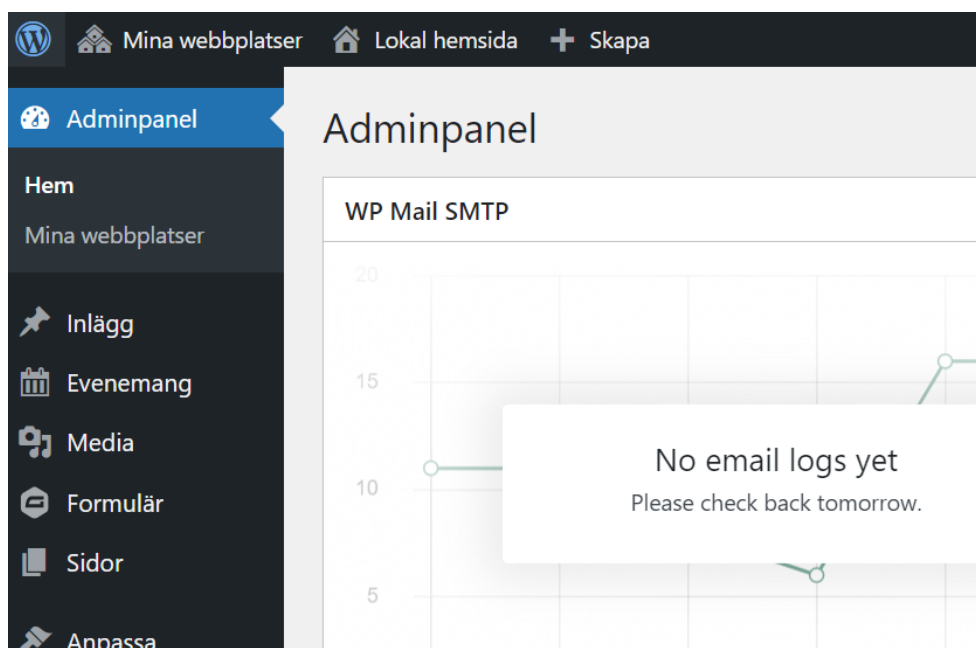 Mina webbplatser
Lokal hemsida
Skapa
Adminpanel
Hem
Mina webbplatser
Inlägg
Evenemang
Media
Formulär
Sidor
Anpassa
Adminpanel
WP Mail SMTP
20
15
10
5
No email logs yet
Please check back tomorrow.